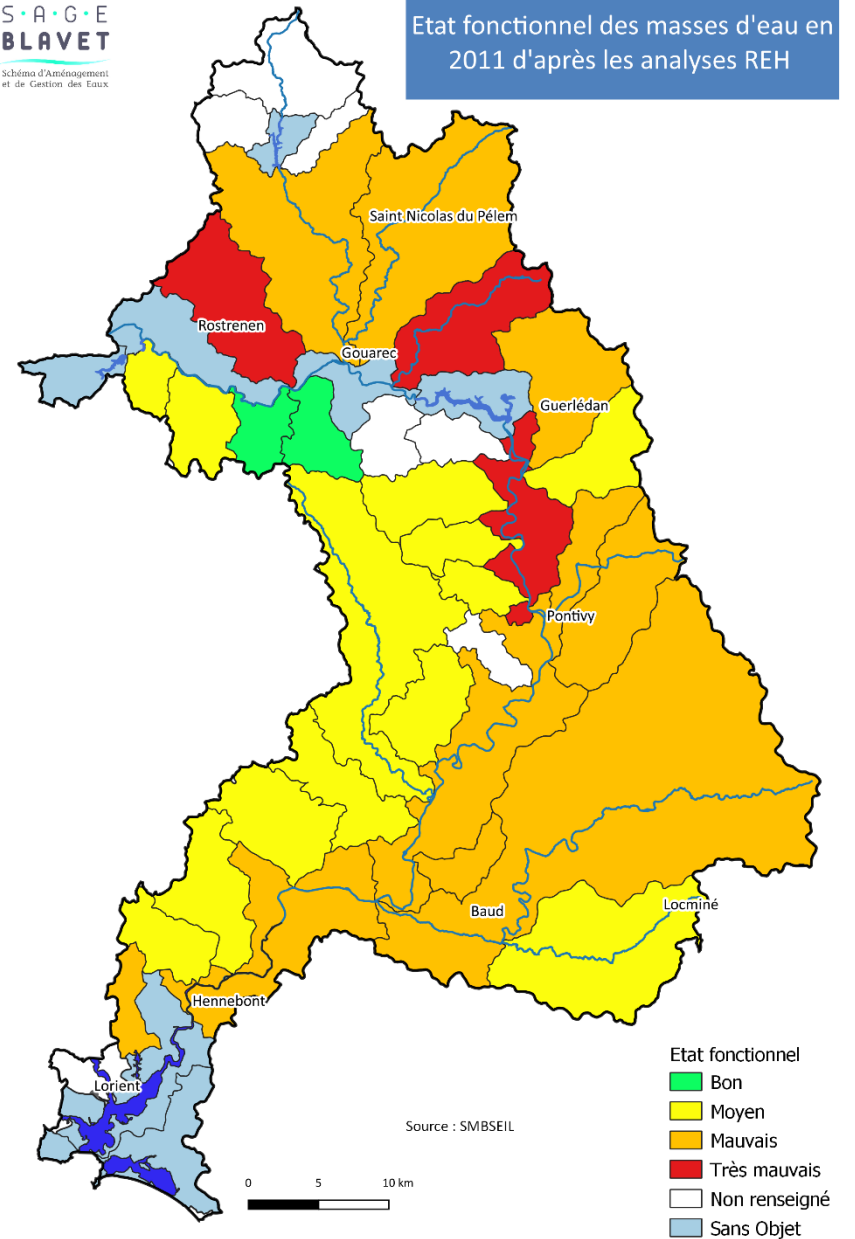 S·A·G·E
BLAVET
Schéma d'Aménagement
et de Gestion des Eaux
Etat fonctionnel des masses d'eau en
2011 d'après les analyses REH
Saint Nicolas du Pélem
Rostrenen
Gouarec
Guerlédan
Pontivy
Locminé
Baud
Hennebont
Lorient
Source : SMBSEIL
0 5 10 km
Etat fonctionnel
Bon
Moyen
Mauvais
Très mauvais
Non renseigné
Sans Objet